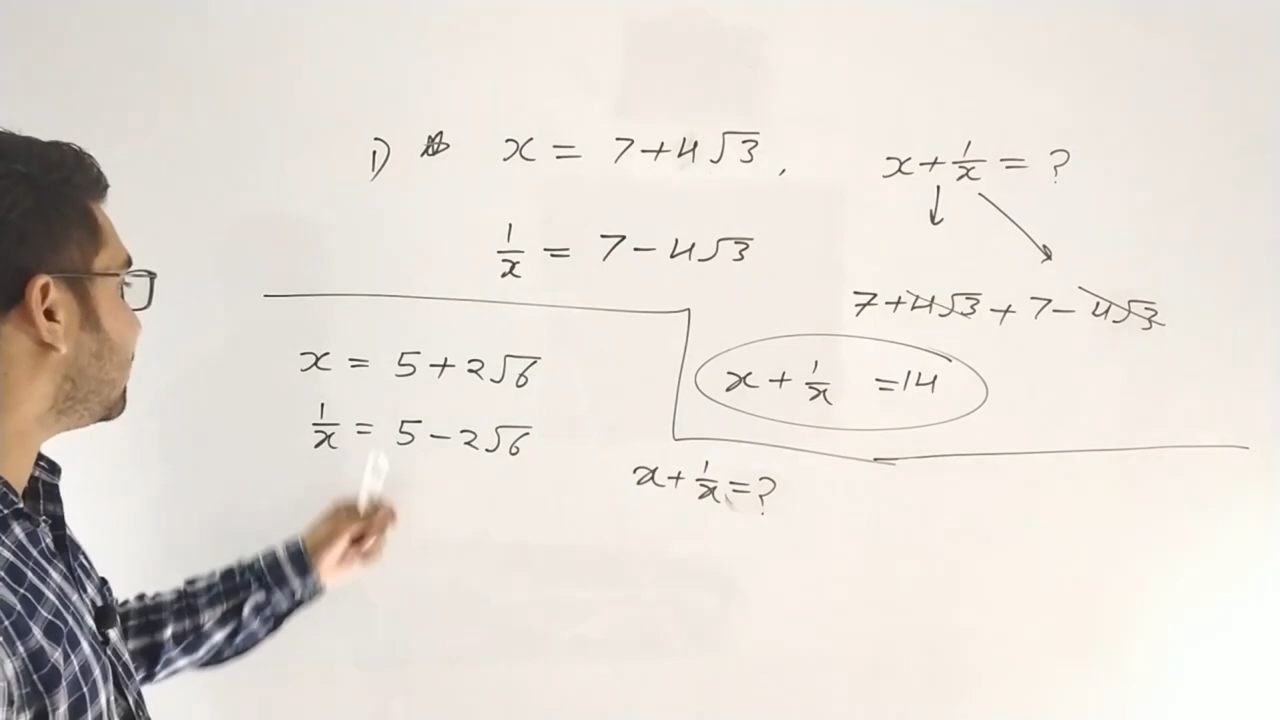 1) x = 7+4√3, x+1/x = ?
1/x = 7-4√3
7+4√3+7-4√3
x = 5+2√6
x+1/x =14
1/x = 5-2√6
x+1/x=?